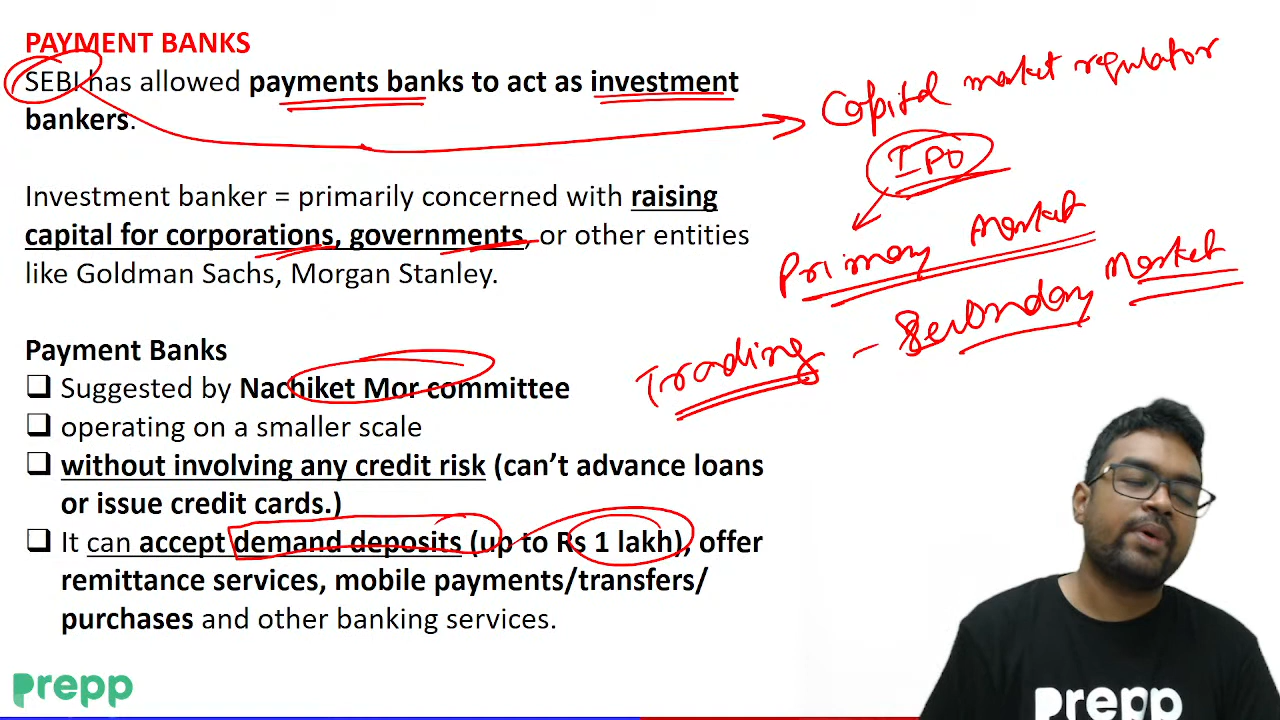 PAYMENT BANKS
SEBI has allowed payments banks to act as investment
bankers.
Investment banker = primarily concerned with raising
capital for corporations, governments, or other entities
like Goldman Sachs, Morgan Stanley.
Payment Banks
Suggested by Nachiket Mor committee
operating on a smaller scale
without involving any credit risk (can’t advance loans
or issue credit cards.)
It can accept demand deposits (up to Rs 1 lakh), offer
remittance services, mobile payments/transfers/
purchases and other banking services.
Capital market regulator
IPO
Primary Market
Trading - Secondary Market
prepp
prepp